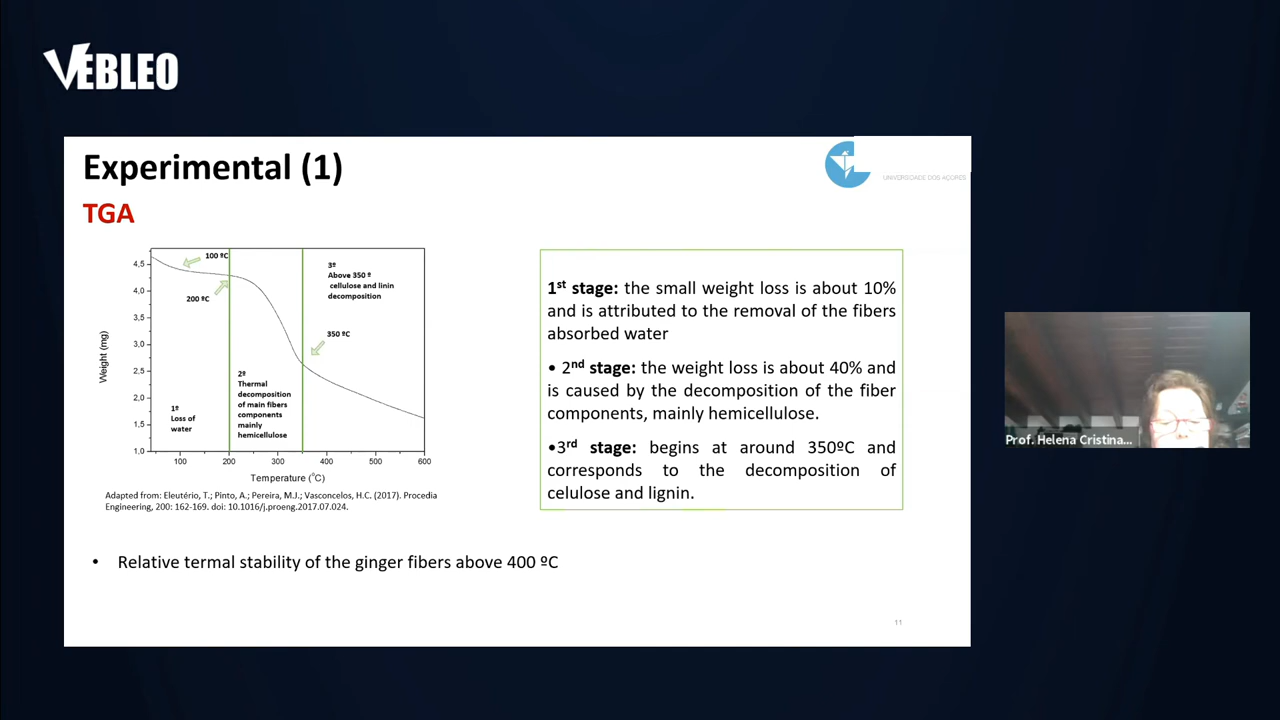 VEBLEO
Experimental (1)
TGA
UNIVERSIDADE DOS AÇORES
Weight (mg)
4,5
4,0
3,5
3,0
2,5
2,0
1,5
1,0
100 ºC
200 ºC
3º
Above 350 º
cellulose and linin
decomposition
350 ºC
2º
Thermal
decomposition
of main fibers
components
mainly
hemicellulose
1º
Loss of
water
100 200 300 400 500 600
Temperature (°C)
Adapted from: Eleutério, T.; Pinto, A.; Pereira, M.J.; Vasconcelos, H.C. (2017). Procedia
Engineering, 200: 162-169. doi: 10.1016/j.proeng.2017.07.024.
1st stage: the small weight loss is about 10%
and is attributed to the removal of the fibers
absorbed water
• 2nd stage: the weight loss is about 40% and
is caused by the decomposition of the fiber
components, mainly hemicellulose.
•3rd stage: begins at around 350ºC and
corresponds to the decomposition of
celulose and lignin.
• Relative termal stability of the ginger fibers above 400 ºC
11
Prof. Helena Cristina...